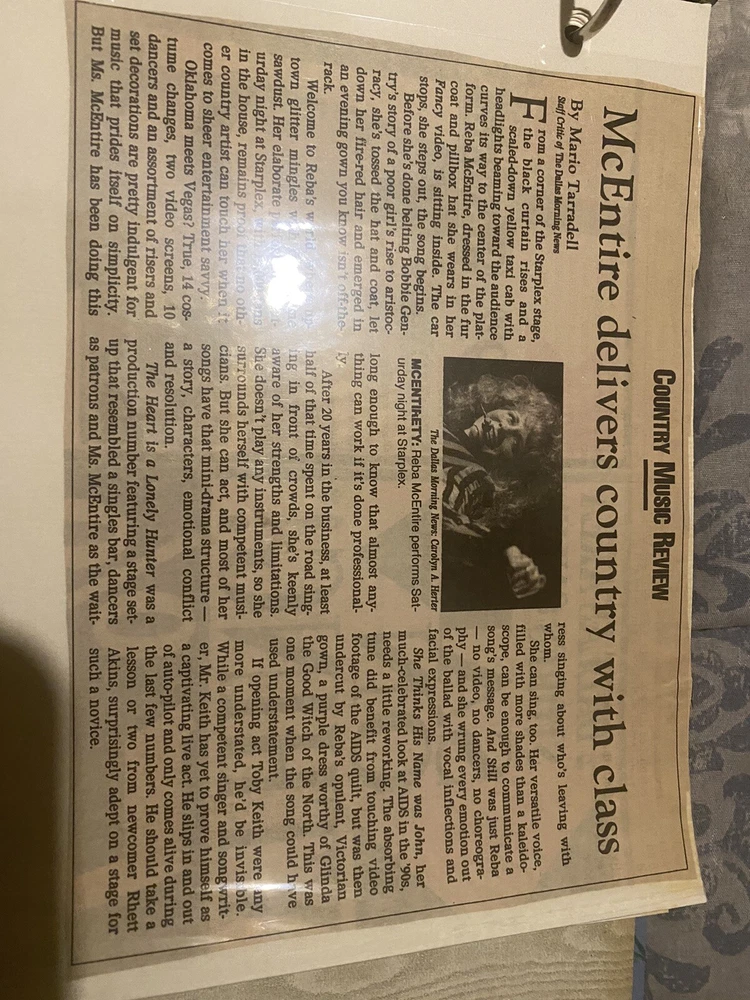 COUNTRY MUSIC REVIEW
McEntire delivers country with class
By Mario Tarradell
Staff Critic of The Dallas Morning News
From a corner of the Starplex stage,
the black curtain rises and a
scaled-down yellow taxi cab with
headlights beaming toward the audience
curves its way to the center of the plat-
form. Reba McEntire, dressed in the fur
coat and pillbox hat she wears in her
Fancy video, is sitting inside. The car
stops, she steps out, the song begins.
Before she's done belting Bobbie Gen-
try's story of a poor girl's rise to aristoc-
racy, she's tossed the hat and coat, let
down her fire-red hair and emerged in
an evening gown you know isn't off-the-
rack.
Welcome to Reba's
town glitter mingles
sawdust. Her elaborate
urday night at Starplex,
in the house, remains proof that no oth-
er country artist can touch her when it
comes to sheer entertainment savvy.
Oklahoma meets Vegas? True, 14 cos-
tume changes, two video screens, 10
dancers and an assortment of risers and
set decorations are pretty indulgent for
music that prides itself on simplicity.
But Ms. McEntire has been doing this
The Dallas Morning News: Carolyn A. Herter
MCENTIRETY: Reba McEntire performs Sat-
urday night at Starplex.
long enough to know that almost any-
thing can work if it's done professional-
ly.
After 20 years in the business, at least
half of that time spent on the road sing-
ing in front of crowds, she's keenly
aware of her strengths and limitations.
She doesn't play any instruments, so she
surrounds herself with competent musi-
cians. But she can act, and most of her
songs have that mini-drama structure —
a story, characters, emotional conflict
and resolution.
The Heart is a Lonely Hunter was a
production number featuring a stage set-
up that resembled a singles bar, dancers
as patrons and Ms. McEntire as the wait-
ress singing about who's leaving with
whom.
She can sing, too. Her versatile voice,
filled with more shades than a kaleido-
scope, can be enough to communicate a
song's message. And Still was just Reba
— no video, no dancers, no choreogra-
phy — and she wrung every emotion out
of the ballad with vocal inflections and
facial expressions.
She Thinks His Name was John, her
much-celebrated look at AIDS in the '90s,
needs a little reworking. The absorbing
tune did benefit from touching video
footage of the AIDS quilt, but was then
undercut by Reba's opulent, Victorian
gown, a purple dress worthy of Glinda
the Good Witch of the North. This was
one moment when the song could have
used understatement.
If opening act Toby Keith were any
more understated, he'd be invisible.
While a competent singer and songwrit-
er, Mr. Keith has yet to prove himself as
a captivating live act. He slips in and out
of auto-pilot and only comes alive during
the last few numbers. He should take a
lesson or two from newcomer Rhett
Akins, surprisingly adept on a stage for
such a novice.